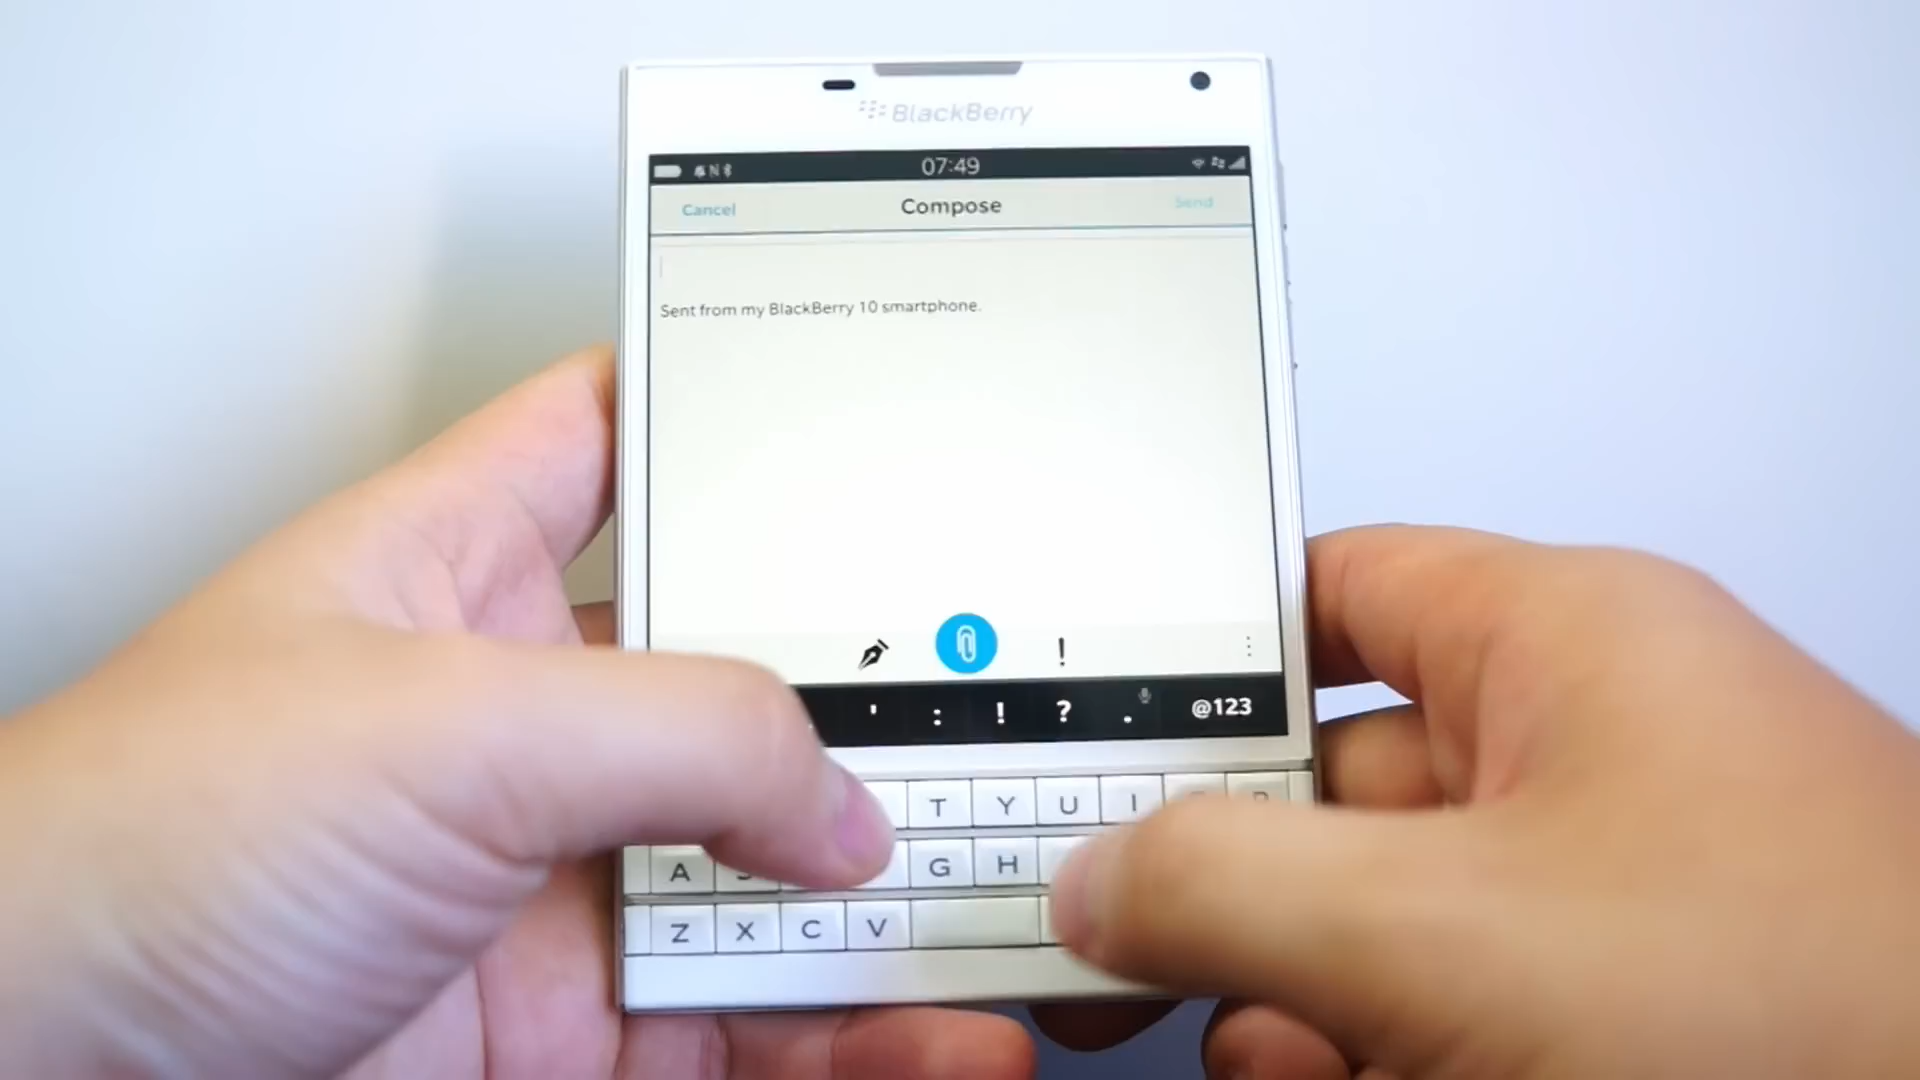 BlackBerry
07:49
Cancel Compose Send
Sent from my BlackBerry 10 smartphone.
!
' : ! ? . @123
T Y U I
A G H
Z X C V